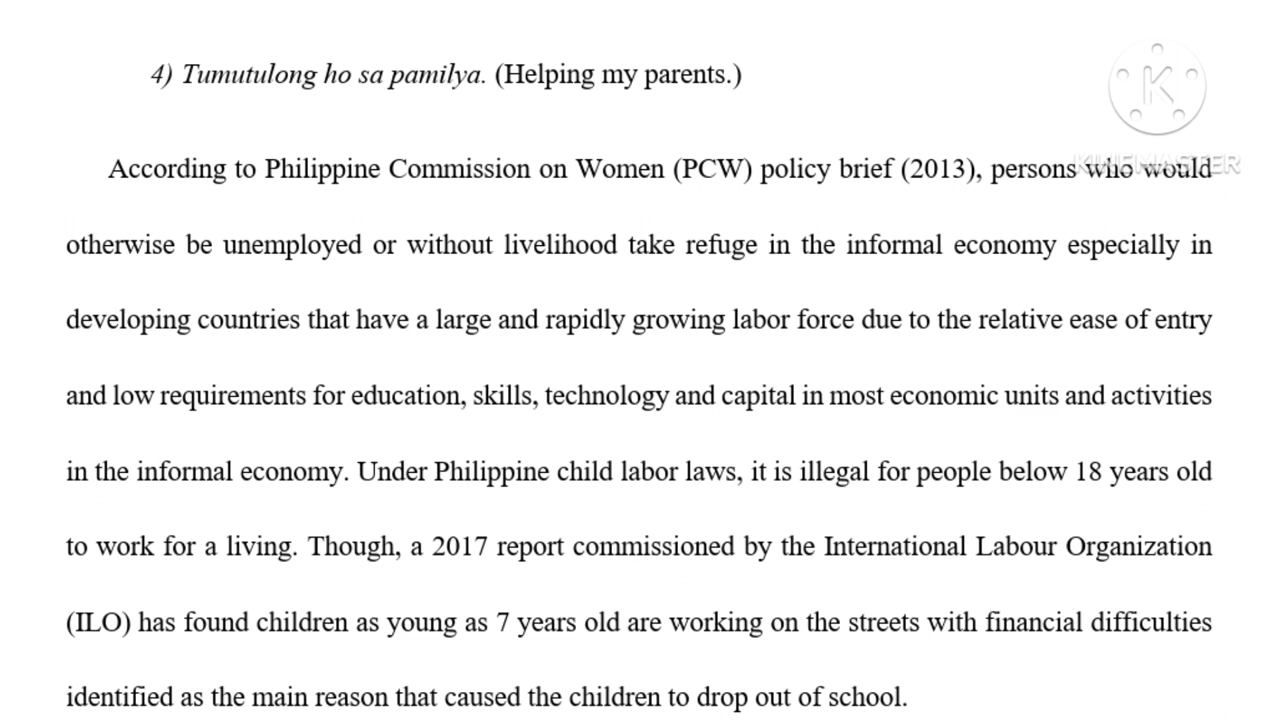 4) Tumutulong ho sa pamilya. (Helping my parents.)
KINEMASTER
According to Philippine Commission on Women (PCW) policy brief (2013), persons who would
otherwise be unemployed or without livelihood take refuge in the informal economy especially in
developing countries that have a large and rapidly growing labor force due to the relative ease of entry
and low requirements for education, skills, technology and capital in most economic units and activities
in the informal economy. Under Philippine child labor laws, it is illegal for people below 18 years old
to work for a living. Though, a 2017 report commissioned by the International Labour Organization
(ILO) has found children as young as 7 years old are working on the streets with financial difficulties
identified as the main reason that caused the children to drop out of school.